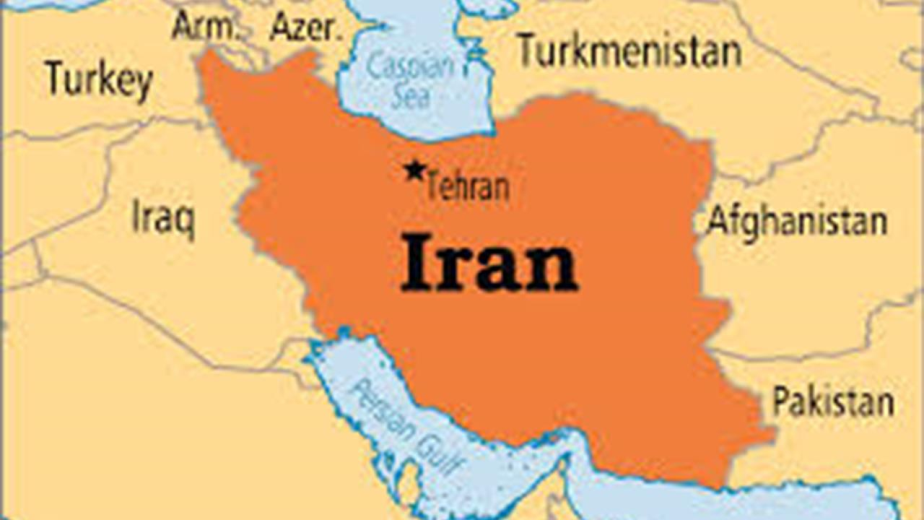 Arm.
Azer.
Turkey
Caspian
Sea
Turkmenistan
Tehran
Iraq
Afghanistan
Iran
Pakistan
Persian Gulf